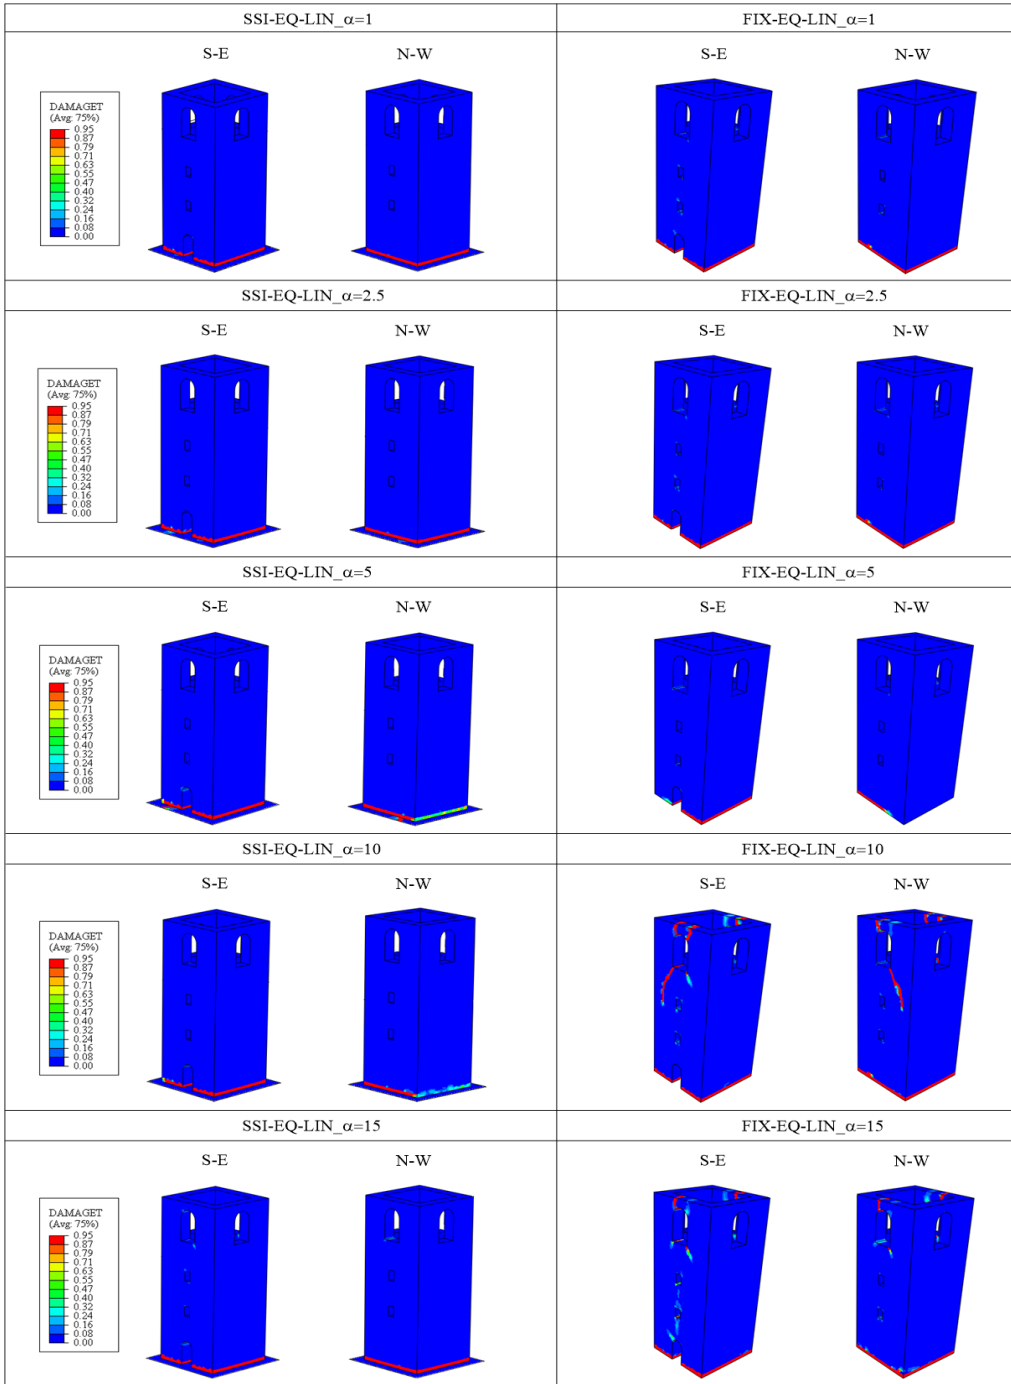 SSI-EQ-LIN_α=1
FIX-EQ-LIN_α=1
S-E
N-W
S-E
N-W
DAMAGET
(Avg: 75%)
0.95
0.87
0.79
0.71
0.63
0.55
0.47
0.40
0.32
0.24
0.16
0.08
0.00
SSI-EQ-LIN_α=2.5
FIX-EQ-LIN_α=2.5
S-E
N-W
S-E
N-W
DAMAGET
(Avg: 75%)
0.95
0.87
0.79
0.71
0.63
0.55
0.47
0.40
0.32
0.24
0.16
0.08
0.00
SSI-EQ-LIN_α=5
FIX-EQ-LIN_α=5
S-E
N-W
S-E
N-W
DAMAGET
(Avg: 75%)
0.95
0.87
0.79
0.71
0.63
0.55
0.47
0.40
0.32
0.24
0.16
0.08
0.00
SSI-EQ-LIN_α=10
FIX-EQ-LIN_α=10
S-E
N-W
S-E
N-W
DAMAGET
(Avg: 75%)
0.95
0.87
0.79
0.71
0.63
0.55
0.47
0.40
0.32
0.24
0.16
0.08
0.00
SSI-EQ-LIN_α=15
FIX-EQ-LIN_α=15
S-E
N-W
S-E
N-W
DAMAGET
(Avg: 75%)
0.95
0.87
0.79
0.71
0.63
0.55
0.47
0.40
0.32
0.24
0.16
0.08
0.00